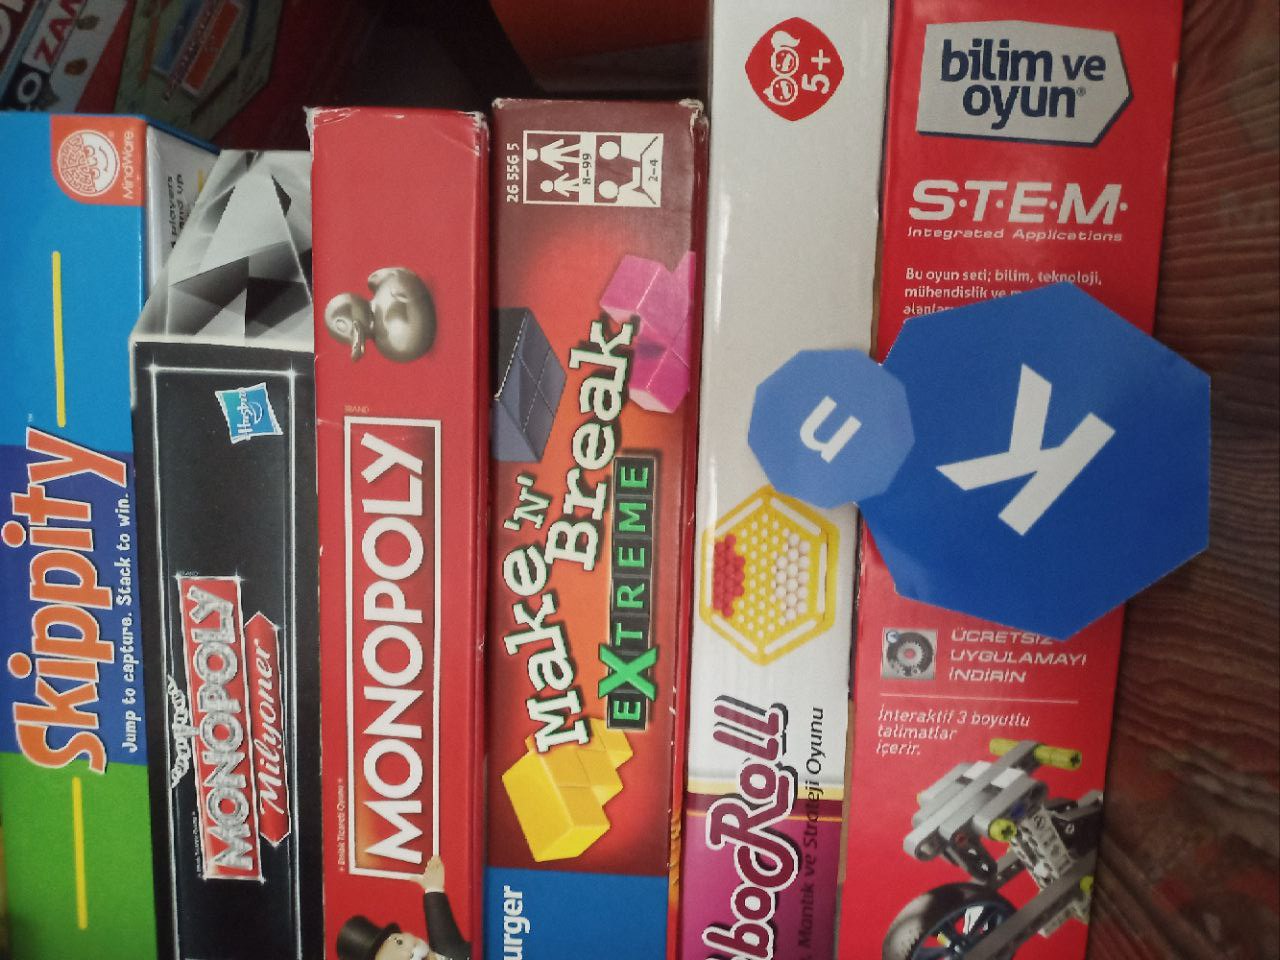 MindWare
Skippity
Jump to capture. Stack to win.
Hasbro
MONOPOLY
Milyoner
BRAND
MONOPOLY
26 556 5
8-99
2-4
Make 'N'
Break
EXTREME
5+
Mantık ve Strateji Oyunu
bilim ve
oyun
S·T·E·M·
Integrated Applications
Bu oyun seti; bilim, teknoloji,
mühendislik ve
n
K
ÜCRETSİZ
UYGULAMAYI
İNDİRİN
İnteraktif 3 boyutlu
talimatlar
içerir.